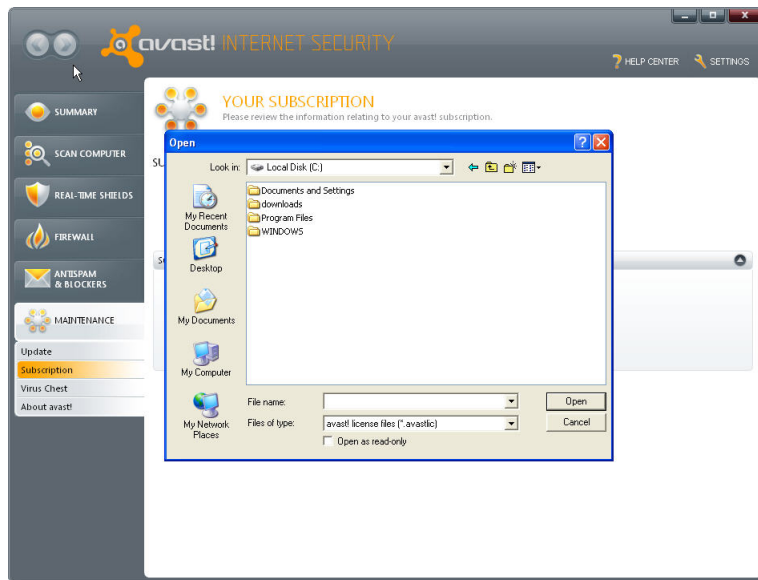 avast! INTERNET SECURITY
HELP CENTER
SETTINGS
SUMMARY
SCAN COMPUTER
REAL-TIME SHIELDS
FIREWALL
ANTISPAM
& BLOCKERS
MAINTENANCE
Update
Subscription
Virus Chest
About avast!
YOUR SUBSCRIPTION
Please review the information relating to your avast! subscription.
SU
S
Open
Look in:
Local Disk (C:)
My Recent
Documents
Desktop
My Documents
My Computer
My Network
Places
Documents and Settings
downloads
Program Files
WINDOWS
File name:
Open
Files of type:
avast! license files (*.avastlic)
Cancel
Open as read-only